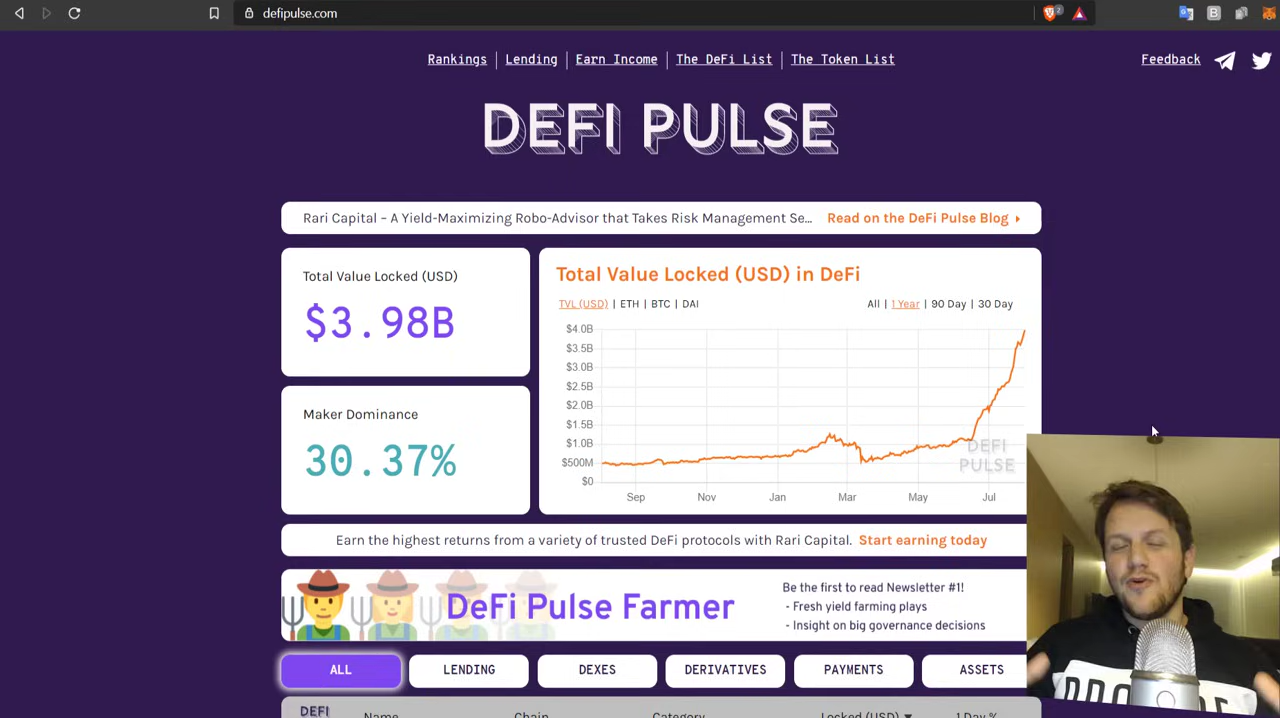 defipulse.com
2
B
Rankings | Lending | Earn Income | The DeFi List | The Token List
Feedback
DEFI PULSE
Rari Capital – A Yield-Maximizing Robo-Advisor that Takes Risk Management Se... Read on the DeFi Pulse Blog
Total Value Locked (USD)
$3.98B
Maker Dominance
30.37%
Total Value Locked (USD) in DeFi
TVL (USD) | ETH | BTC | DAI
All | 1 Year | 90 Day | 30 Day
$4.0B
$3.5B
$3.0B
$2.5B
$2.0B
$1.5B
$1.0B
$500M
$0
DEFI
PULSE
Sep Nov Jan Mar May Jul
Earn the highest returns from a variety of trusted DeFi protocols with Rari Capital. Start earning today
DeFi Pulse Farmer
Be the first to read Newsletter #1!
- Fresh yield farming plays
- Insight on big governance decisions
ALL LENDING DEXES DERIVATIVES PAYMENTS ASSETS
DEFI Name Chain Category Locked (USD) 1 Day %